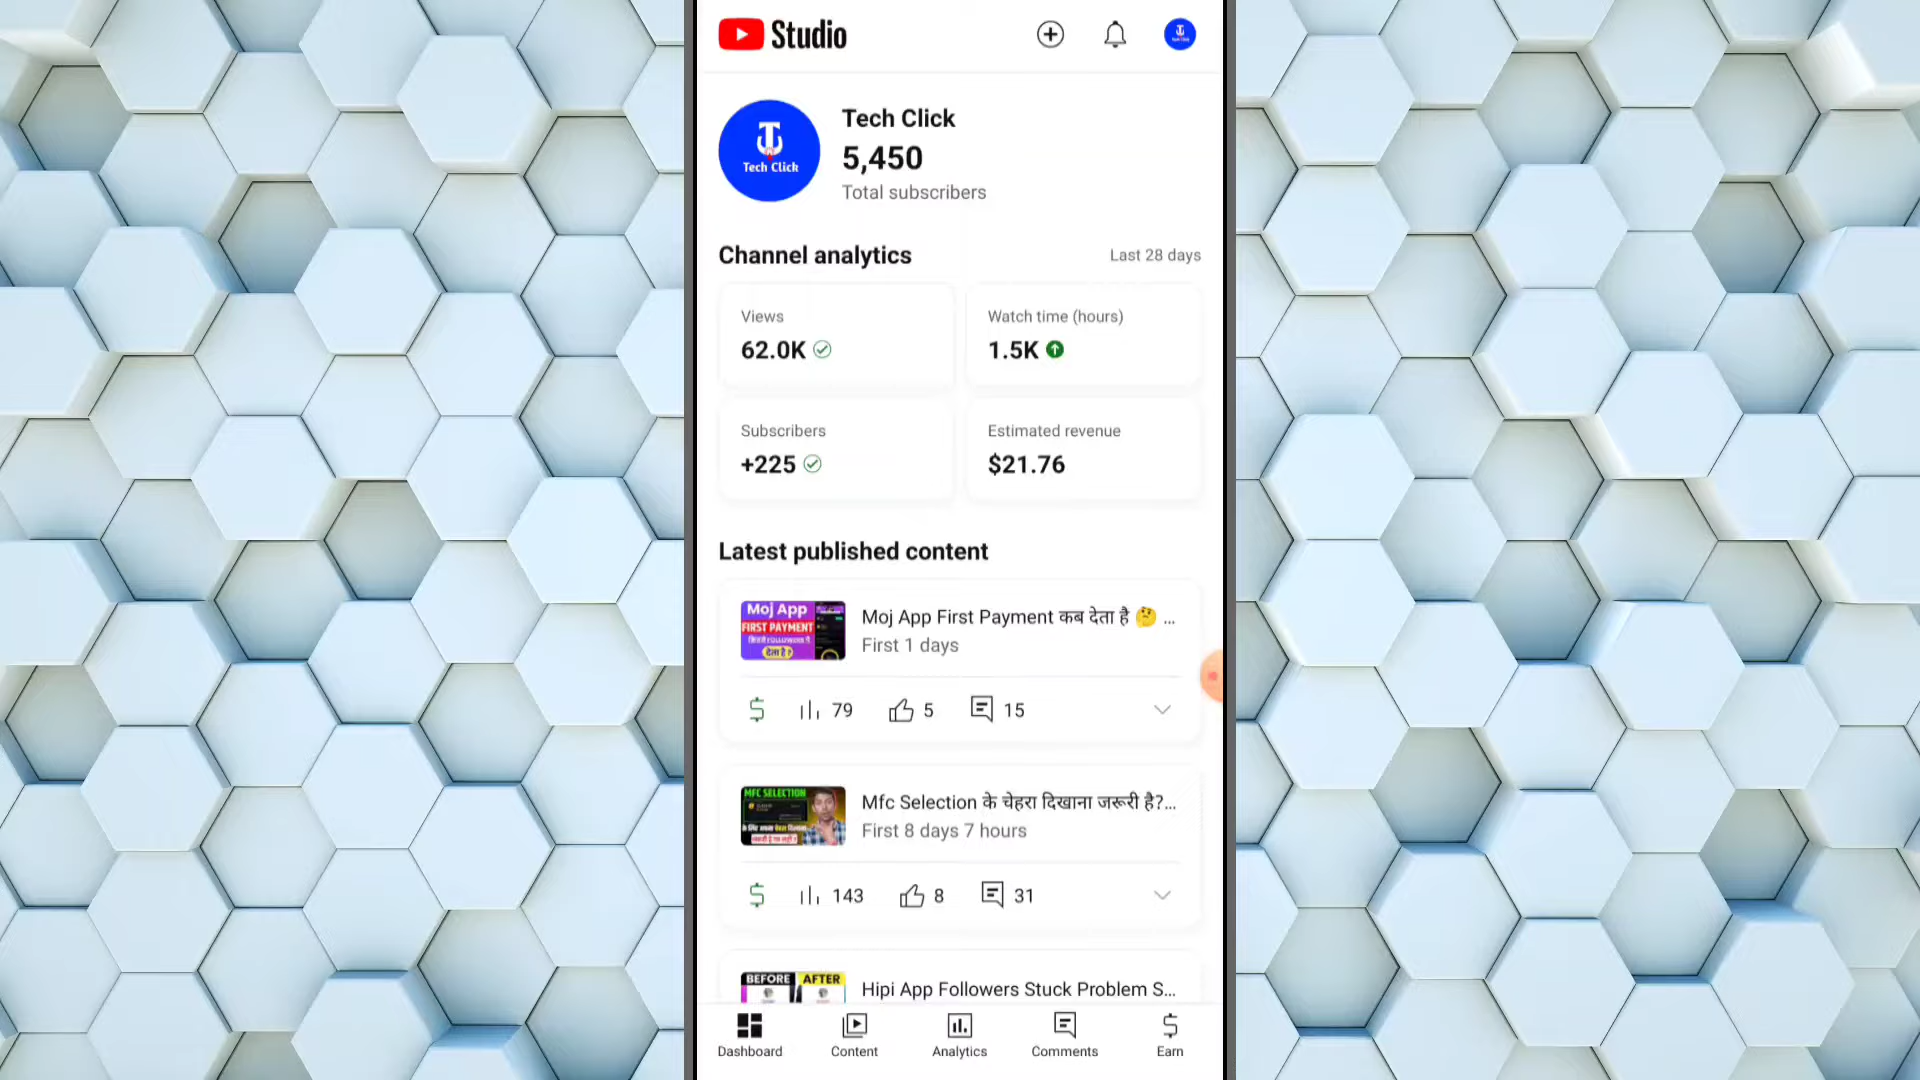 Studio
Tech Click
5,450
Total subscribers
Tech Click
Channel analytics
Last 28 days
Views
62.0K
Watch time (hours)
1.5K
Subscribers
+225
Estimated revenue
$21.76
Latest published content
Moj App
FIRST PAYMENT
देता है ?
Moj App First Payment कब देता है 🤔 ...
First 1 days
79
5
15
MFC SELECTION
Mfc Selection के चेहरा दिखाना जरूरी है?...
First 8 days 7 hours
143
8
31
BEFORE AFTER
Hipi App Followers Stuck Problem S...
Dashboard
Content
Analytics
Comments
Earn